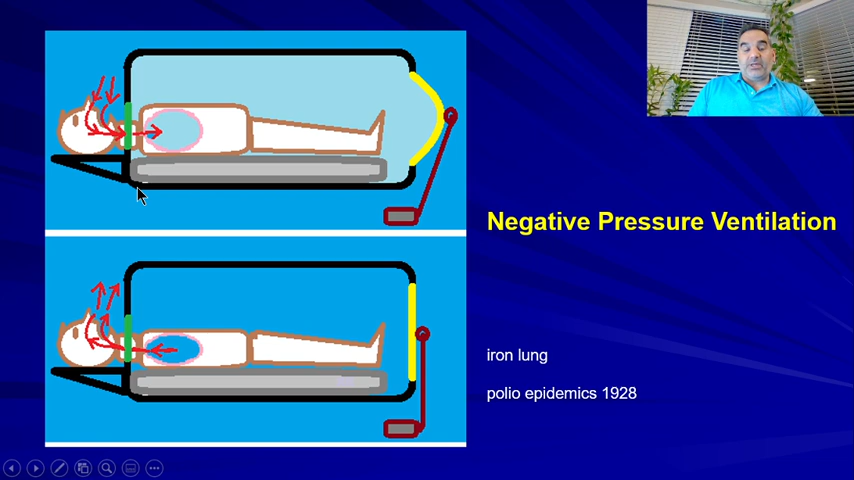 Negative Pressure Ventilation
iron lung
polio epidemics 1928